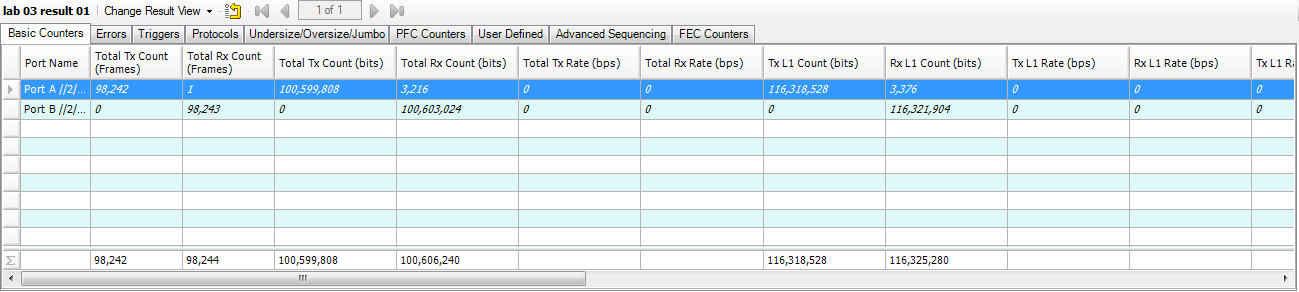 lab 03 result 01 Change Result View 1 of 1
Basic Counters Errors Triggers Protocols Undersize/Oversize/Jumbo PFC Counters User Defined Advanced Sequencing FEC Counters
Port Name Total Tx Count (Frames) Total Rx Count (Frames) Total Tx Count (bits) Total Rx Count (bits) Total Tx Rate (bps) Total Rx Rate (bps) Tx L1 Count (bits) Rx L1 Count (bits) Tx L1 Rate (bps) Rx L1 Rate (bps) Tx L1 Ra
Port A //2/... 98,242 1 100,599,808 3,216 0 0 116,318,528 3,376 0 0 0
Port B //2/... 0 98,243 0 100,603,024 0 0 0 116,321,904 0 0 0
Σ 98,242 98,244 100,599,808 100,606,240 116,318,528 116,325,280